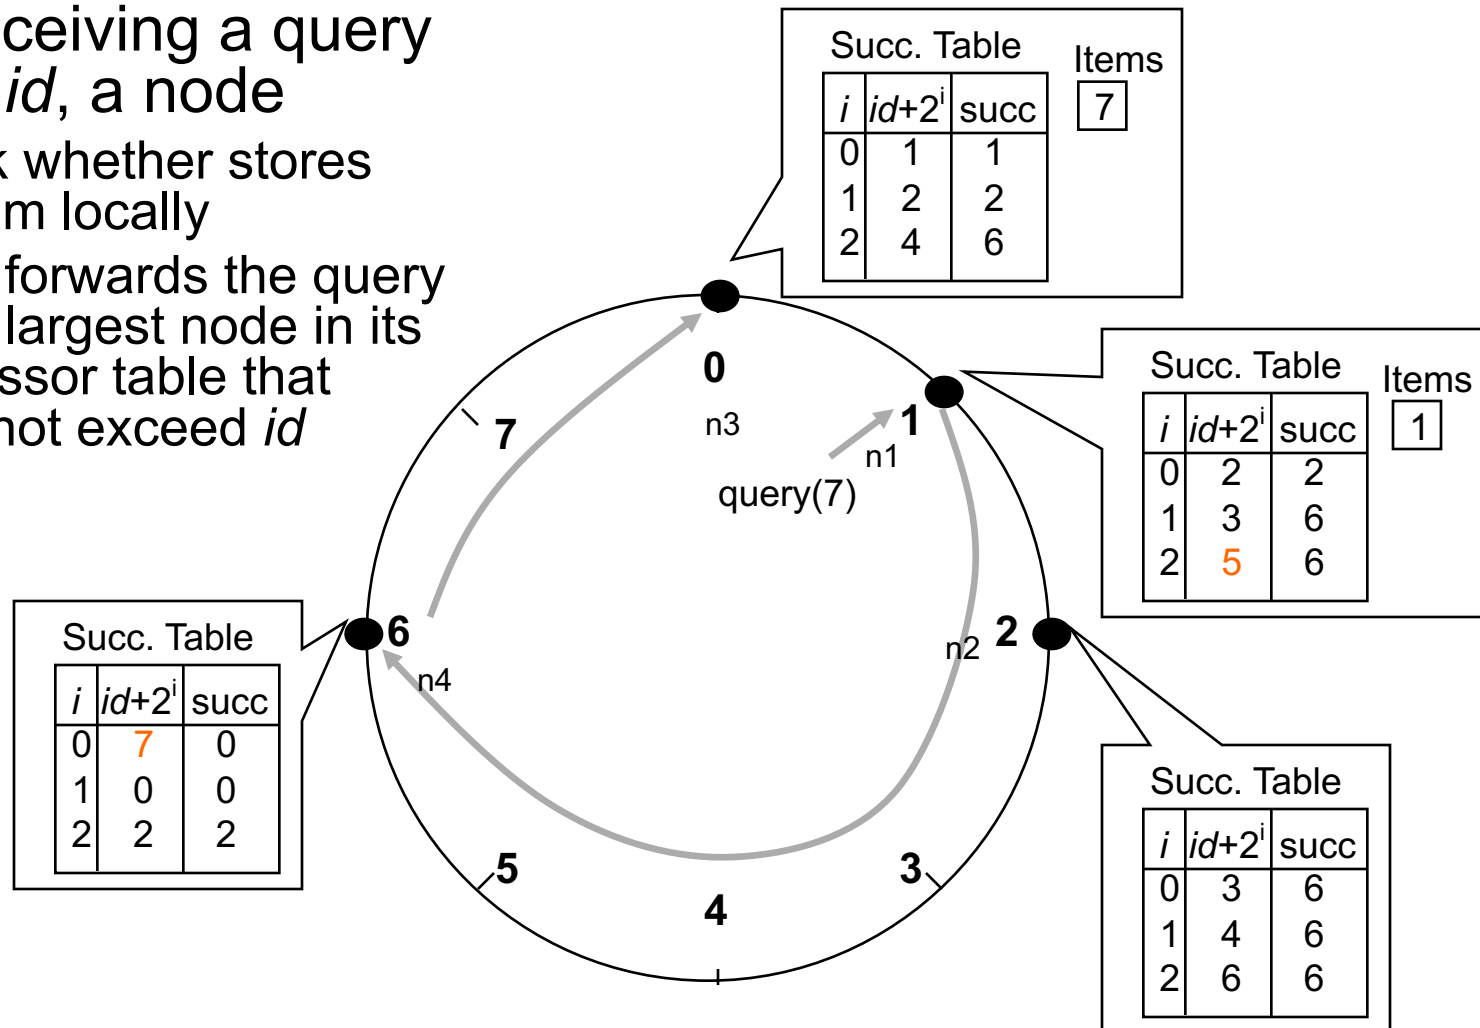 ceiving a query
id, a node
k whether stores
m locally
forwards the query
largest node in its
ssor table that
not exceed id
Succ. Table
Items
i id+2^i succ
7
0 1 1
1 2 2
2 4 6
0
n3
7
1
n1
query(7)
Succ. Table
Items
i id+2^i succ
1
0 2 2
1 3 6
2 5 6
6
n4
n2
2
Succ. Table
i id+2^i succ
0 7 0
1 0 0
2 2 2
5
4
3
Succ. Table
i id+2^i succ
0 3 6
1 4 6
2 6 6